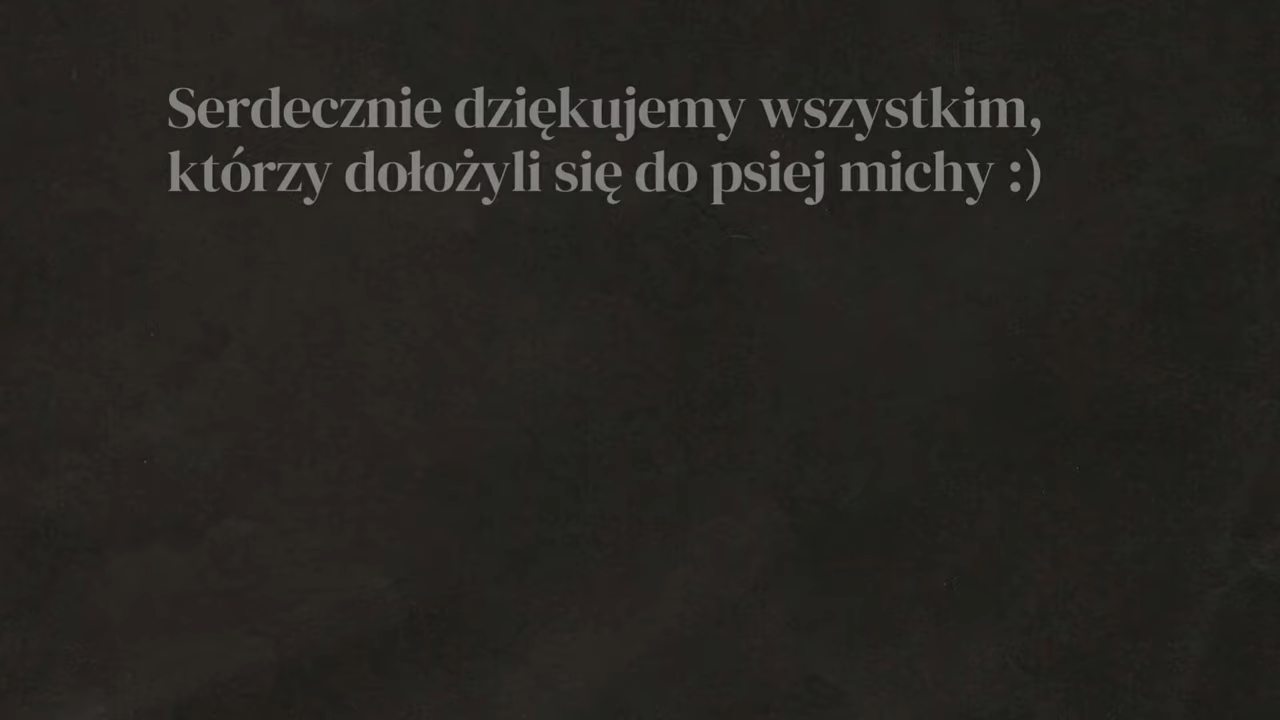 Serdecznie dziękujemy wszystkim,
którzy dołożyli się do psiej michy :)